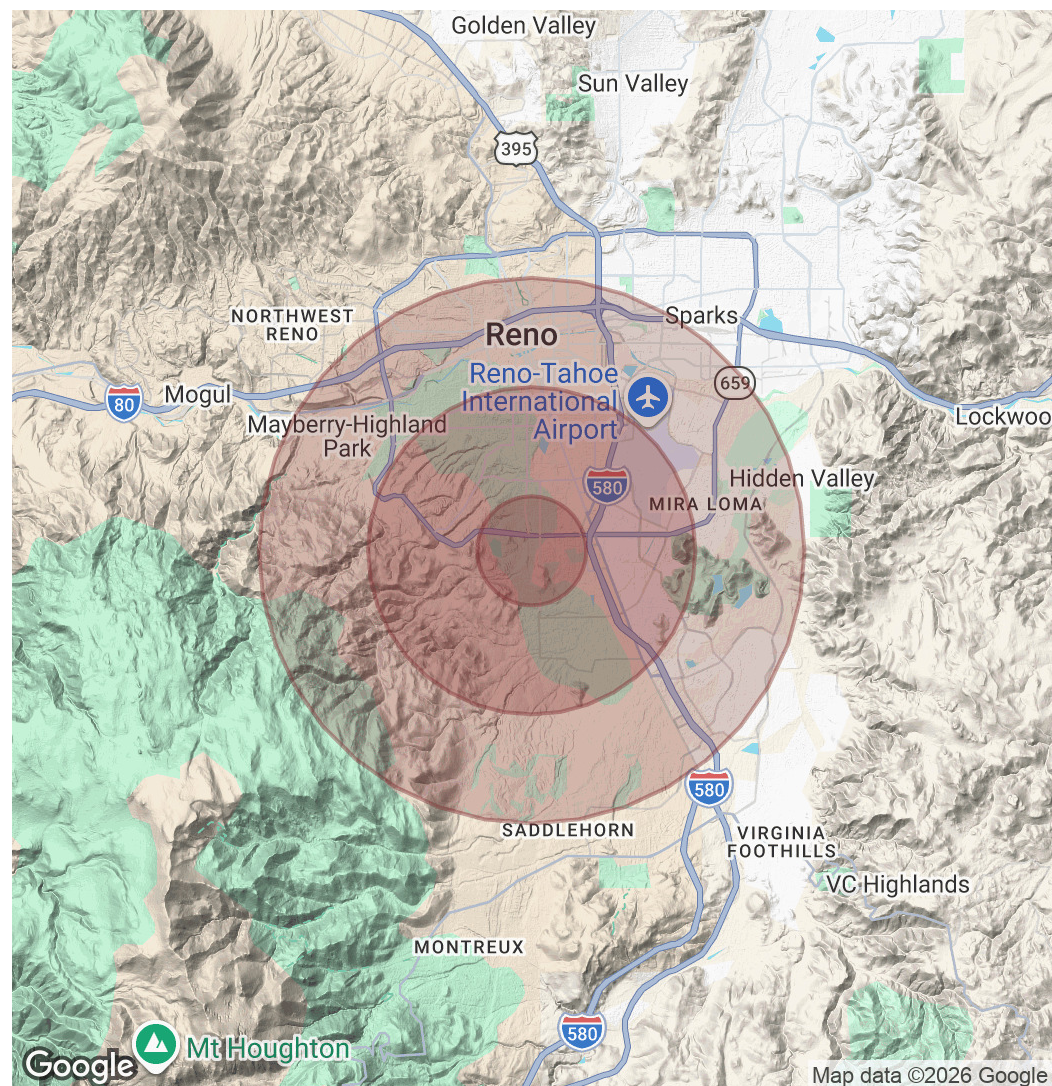 Golden Valley
Sun Valley
395
NORTHWEST
RENO
Sparks
Reno
Reno-Tahoe
International
Airport
659
80
Mogul
Lockwoo
Mayberry-Highland
Park
Hidden Valley
580
MIRA LOMA
580
SADDLEHORN
VIRGINIA
FOOTHILLS
VC Highlands
MONTREUX
580
Mt Houghton
Google
Map data ©2026 Google